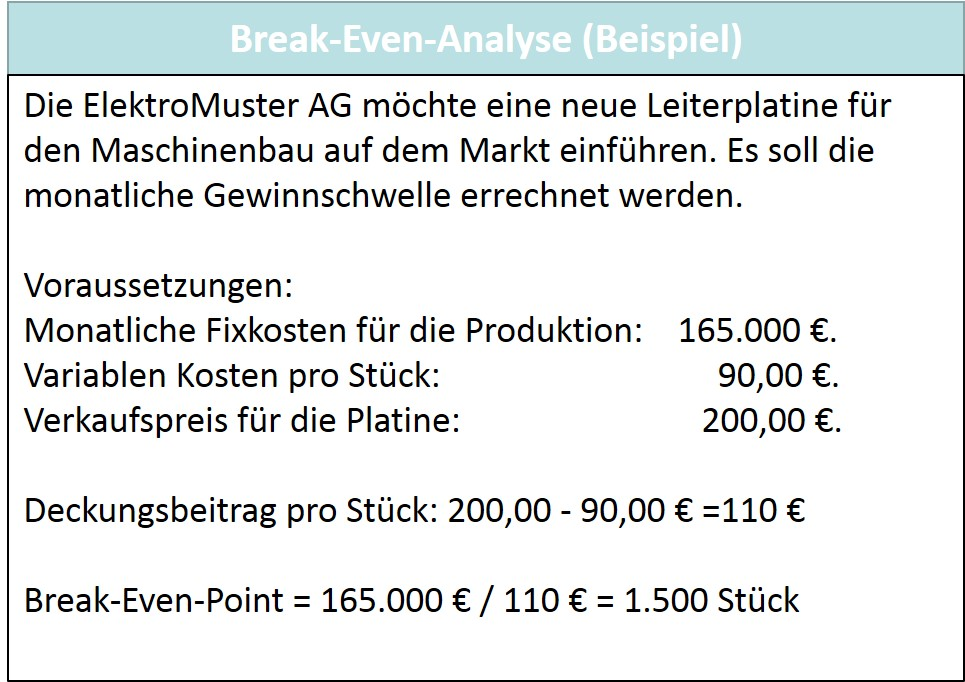 Break-Even-Analyse (Beispiel)
Die ElektroMuster AG möchte eine neue Leiterplatine für
den Maschinenbau auf dem Markt einführen. Es soll die
monatliche Gewinnschwelle errechnet werden.
Voraussetzungen:
Monatliche Fixkosten für die Produktion: 165.000 €.
Variablen Kosten pro Stück: 90,00 €.
Verkaufspreis für die Platine: 200,00 €.
Deckungsbeitrag pro Stück: 200,00 - 90,00 € =110 €
Break-Even-Point = 165.000 € / 110 € = 1.500 Stück